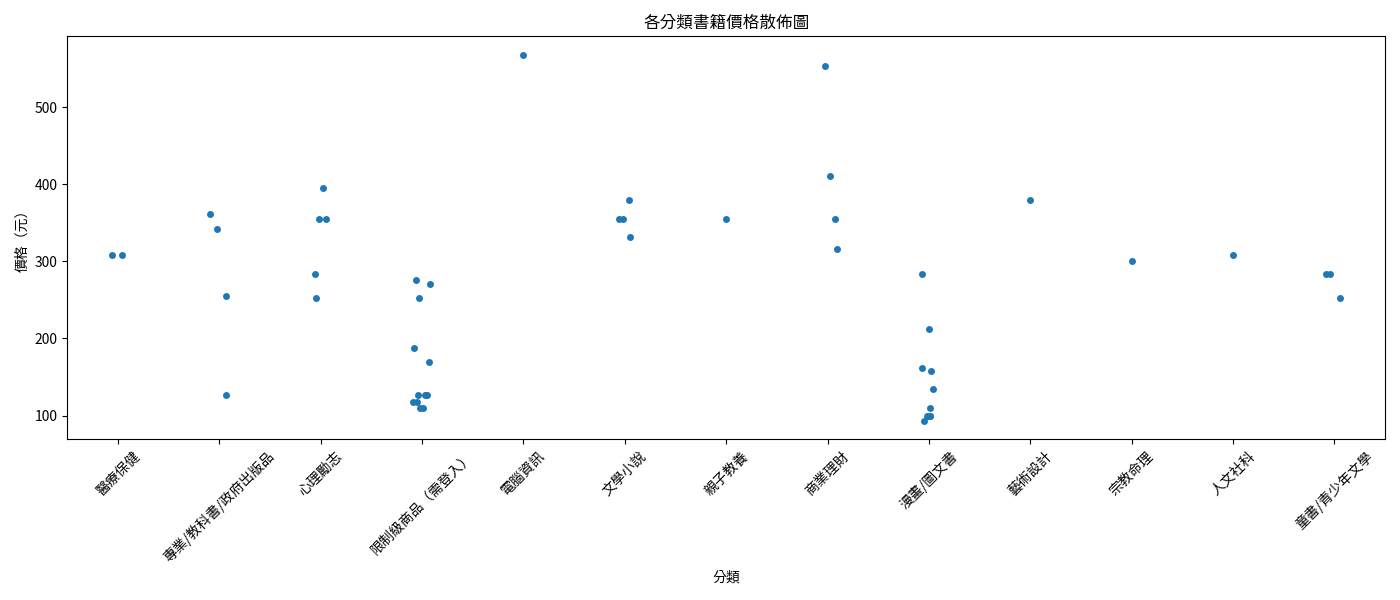 各分類書籍價格散佈圖
價格（元）
500
400
300
200
100
醫療保健
專業/教科書/政府出版品
心理勵志
限制級商品（需登入）
電腦資訊
文學小說
親子教養
商業理財
漫畫/圖文書
藝術設計
宗教命理
人文社科
童書/青少年文學
分類